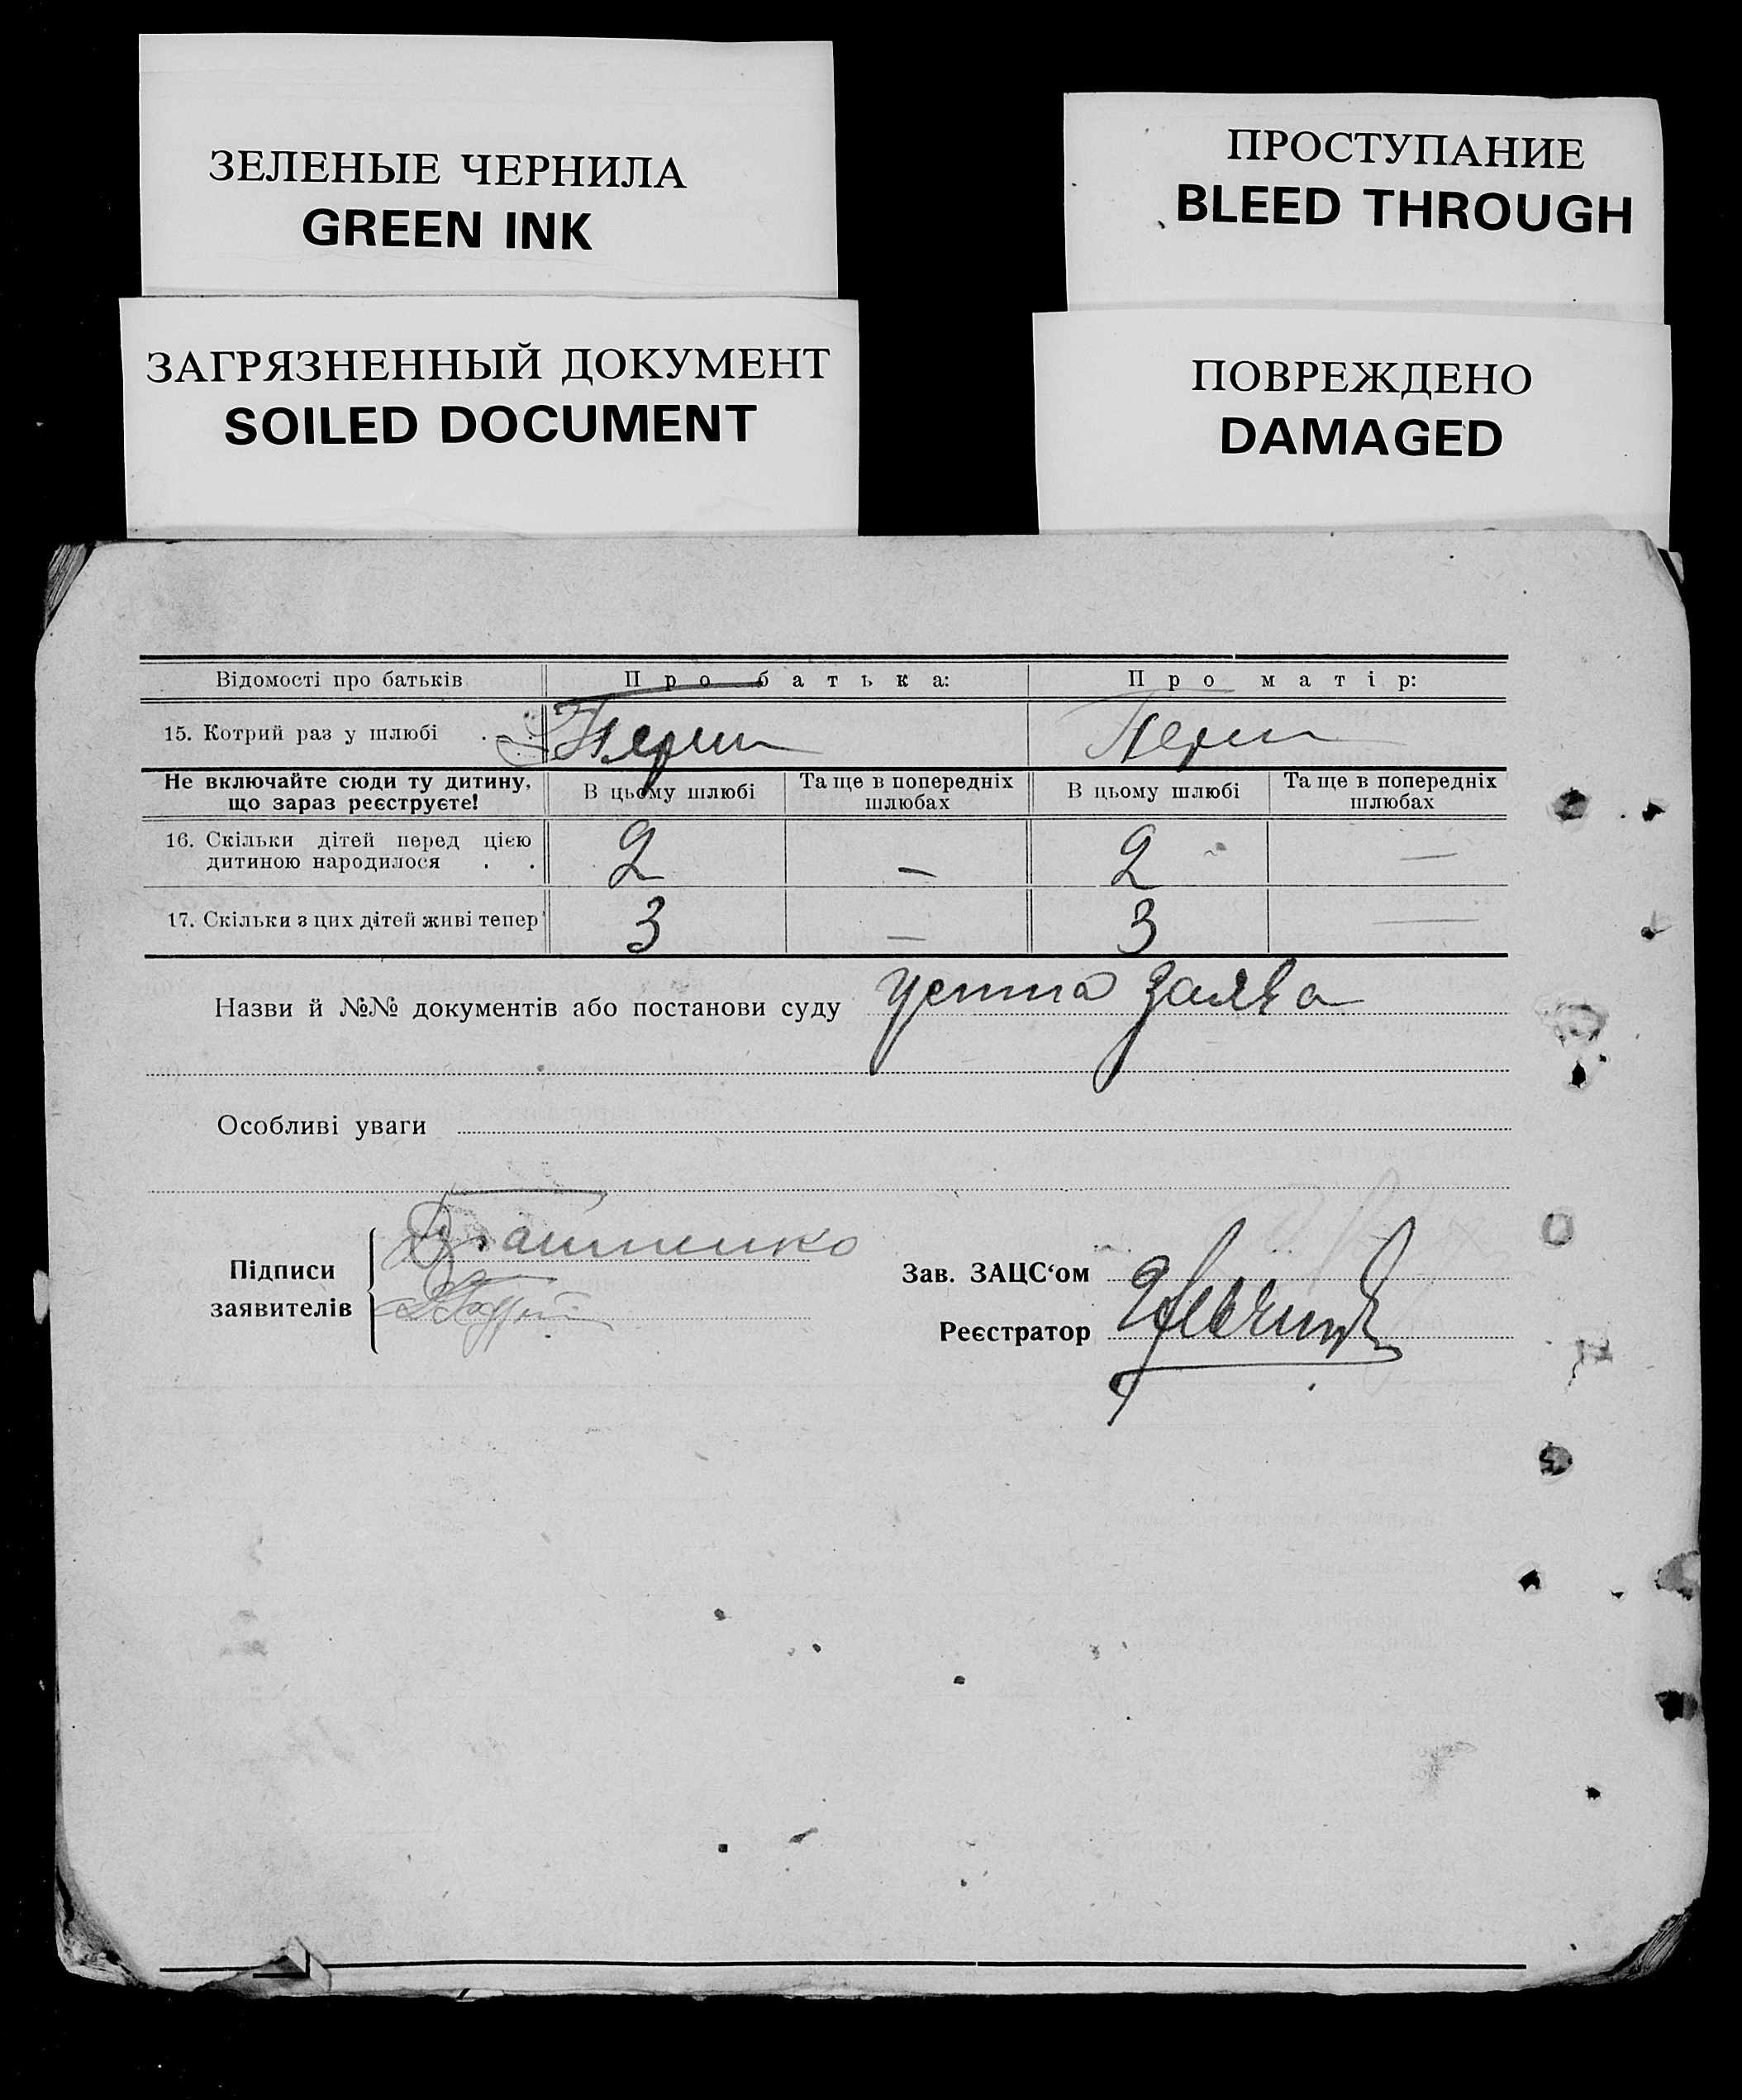 ЗЕЛЕНЫЕ ЧЕРНИЛА
GREEN INK
ПРОСТУПАНИЕ
BLEED THROUGH
ЗАГРЯЗНЕННЫЙ ДОКУМЕНТ
SOILED DOCUMENT
ПОВРЕЖДЕНО
DAMAGED
Відомості про батьків Про батька: Про матір:
15. Котрий раз у шлюбі . . Перш Перш
Не включайте сюди ту дитину, що зараз реєструєте! В цьому шлюбі Та ще в попередніх шлюбах В цьому шлюбі Та ще в попередніх шлюбах
16. Скільки дітей перед цією
дитиною народилося . . 2 — 2 —
17. Скільки з цих дітей живі тепер 3 — 3 —
Назви й №№ документів або постанови суду Устна заява
Особливі уваги
Підписи
заявителів
Зав. ЗАЦС‘ом
Реєстратор